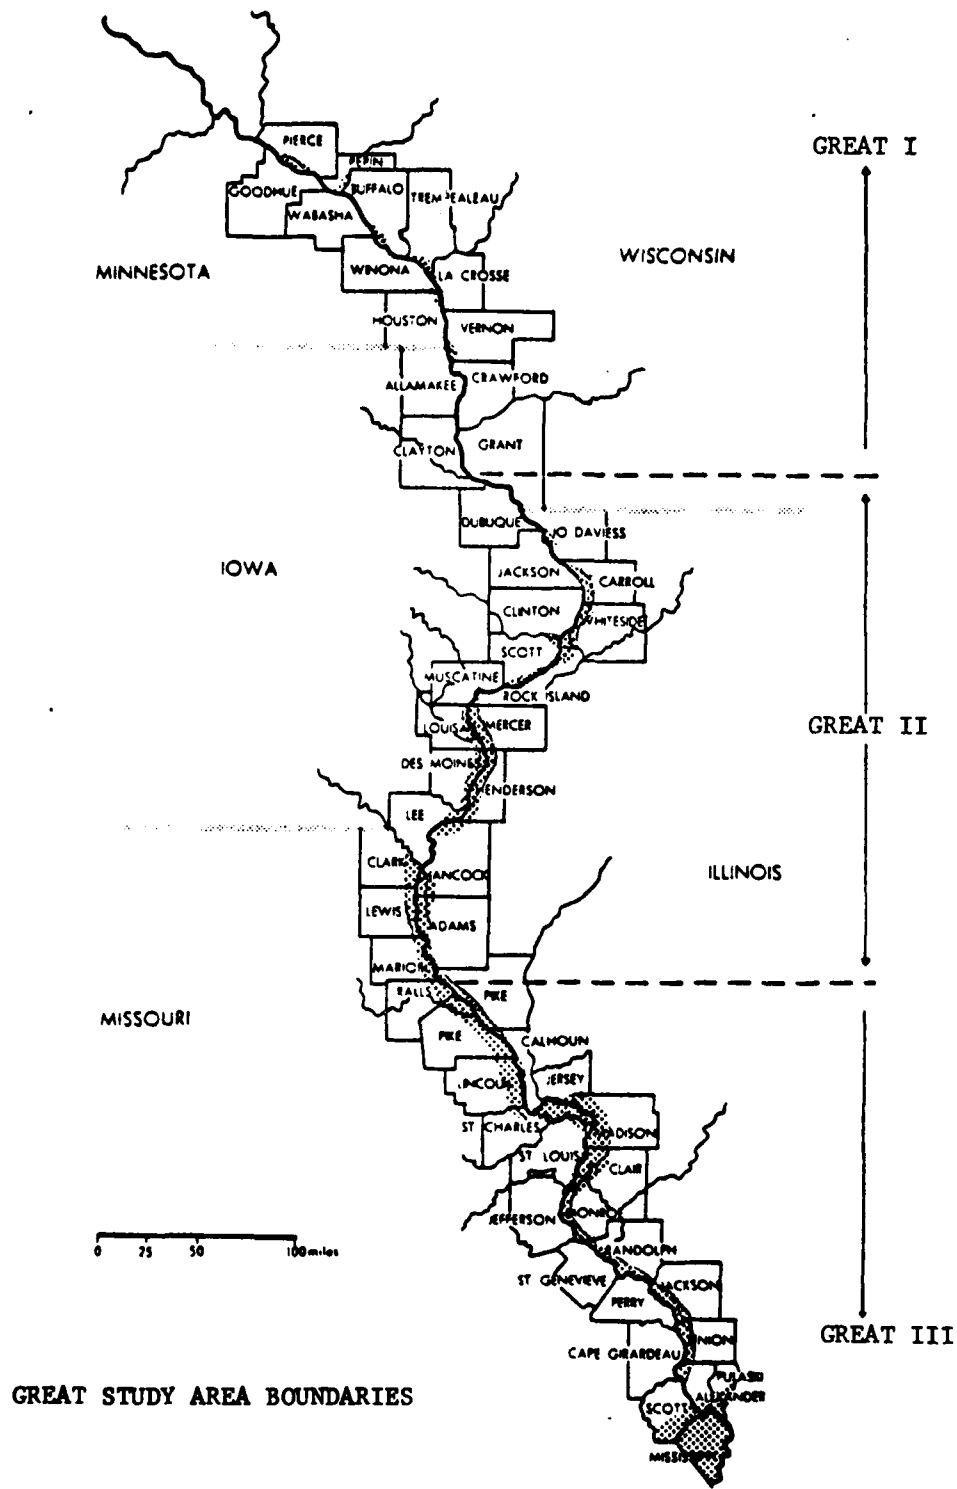 GREAT I
PIERCE
PEPIN
GOODHUE
BUFFALO
TREMPEALEAU
WABASHA
WISCONSIN
MINNESOTA
WINONA
LA CROSSE
HOUSTON
VERNON
ALLAMAKEE
CRAWFORD
CLAYTON
GRANT
DUBUQUE
JO DAVIESS
IOWA
JACKSON
CARROLL
CLINTON
WHITESIDE
SCOTT
MUSCATINE
ROCK ISLAND
GREAT II
LOUISA
MERCER
DES MOINES
HENDERSON
LEE
CLARK
HANCOCK
ILLINOIS
LEWIS
ADAMS
MARION
RALLS
PIKE
MISSOURI
PIKE
CALHOUN
LINCOLN
JERSEY
ST CHARLES
MADISON
ST LOUIS
CLAIR
JEFFERSON
MONROE
0 25 50 100 miles
RANDOLPH
ST GENEVIEVE
JACKSON
PERRY
GREAT III
UNION
CAPE GIRARDEAU
PULASKI
GREAT STUDY AREA BOUNDARIES
ALEXANDER
SCOTT